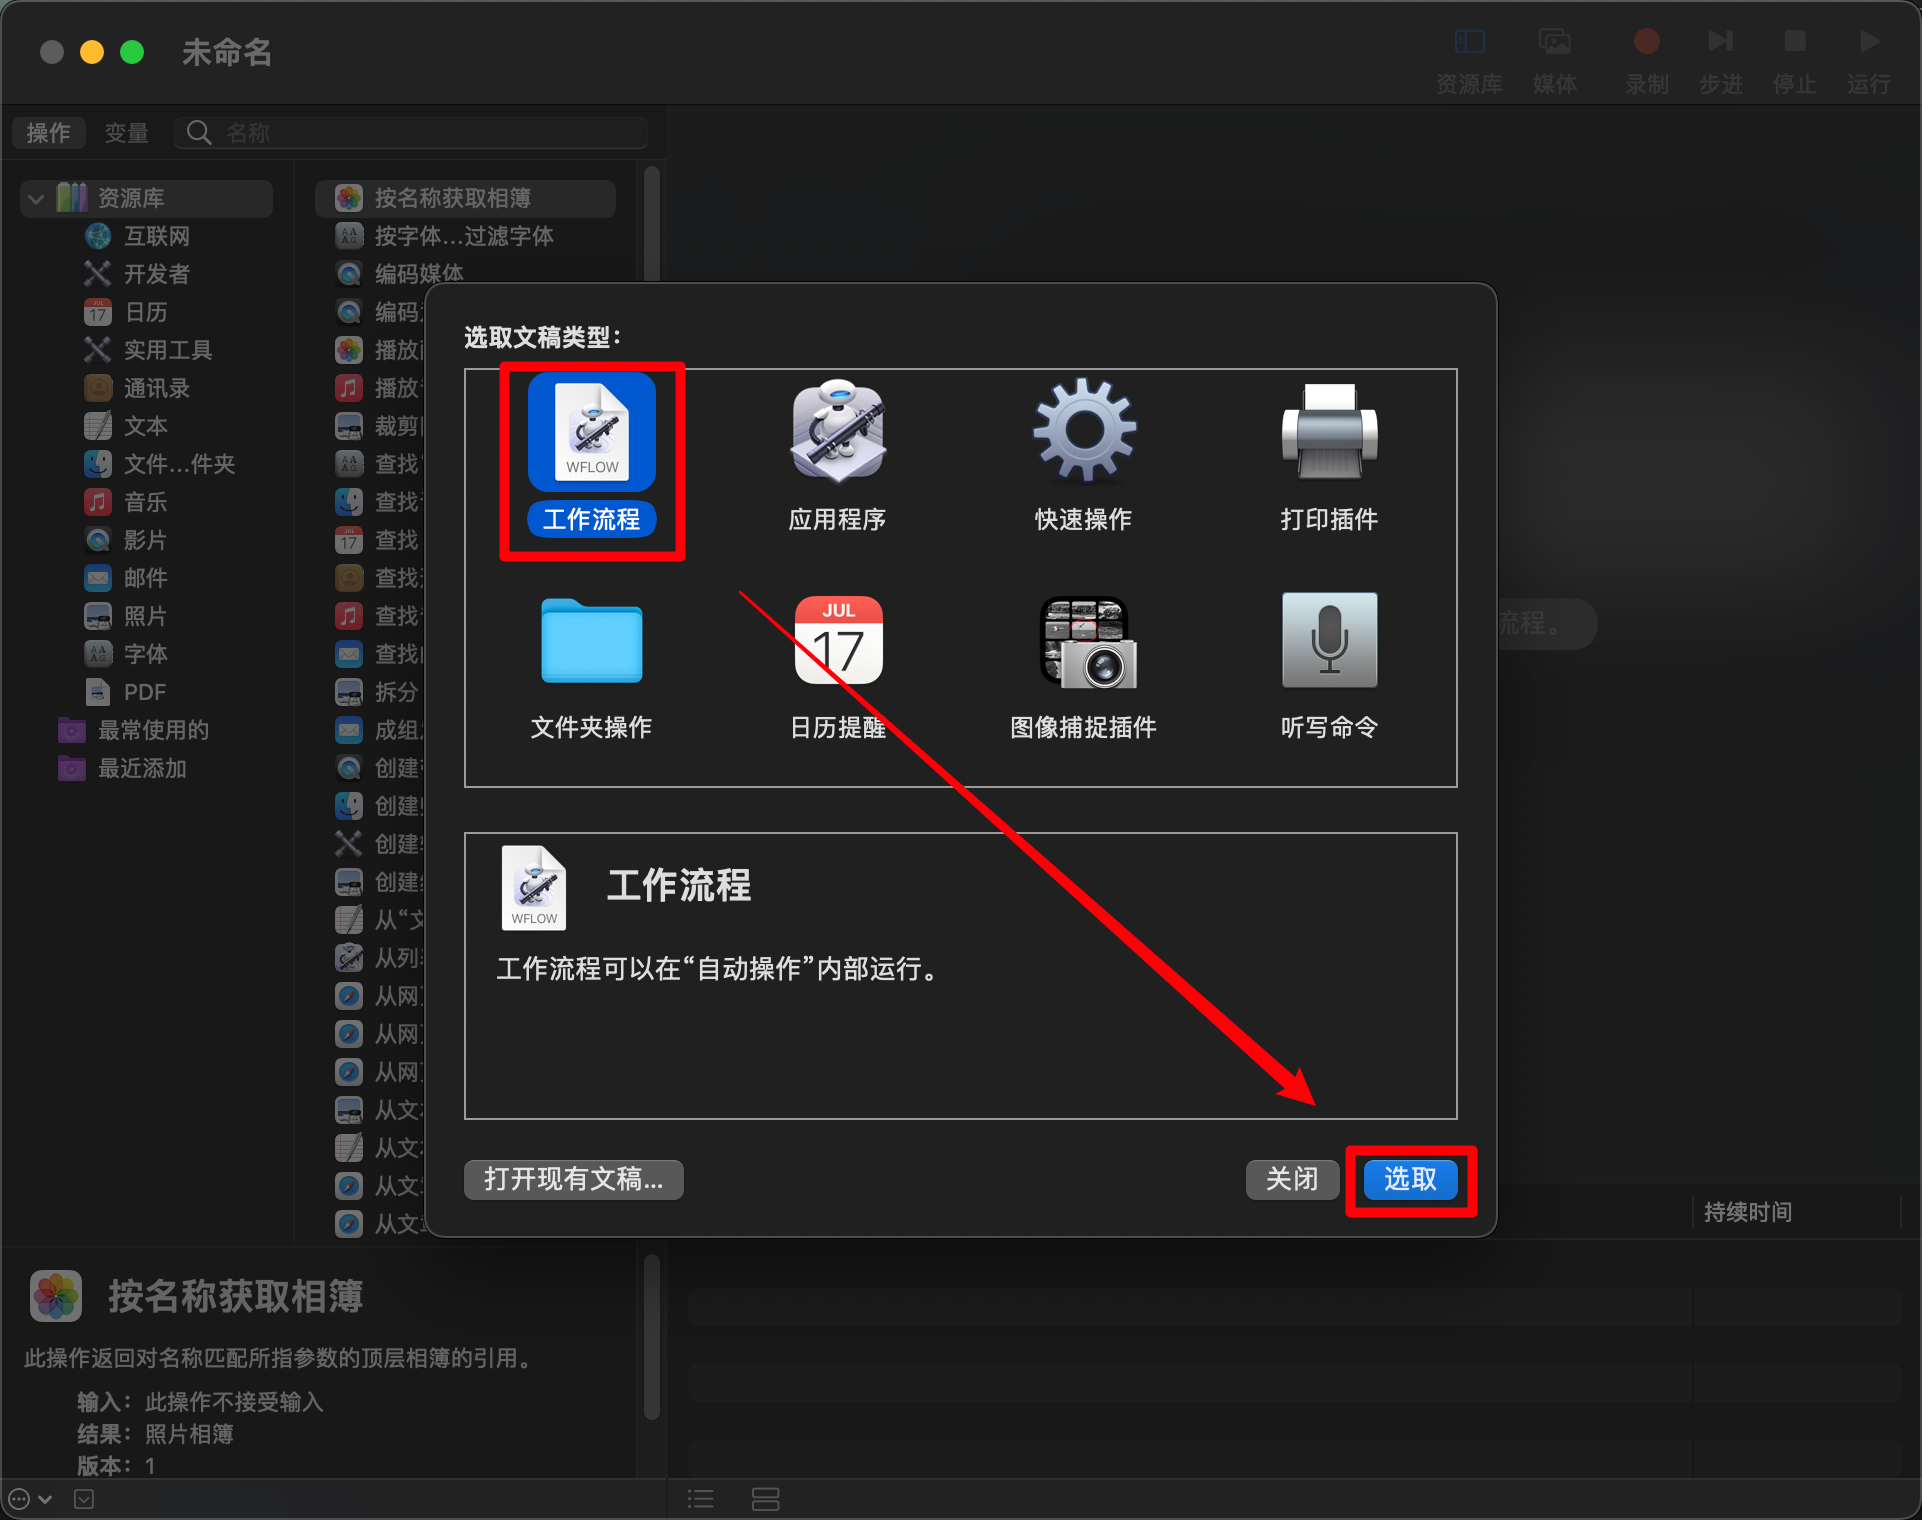 未命名
资源库
媒体
录制
步进
停止
运行
操作
变量
名称
资源库
互联网
开发者
日历
实用工具
通讯录
文本
文件…件夹
音乐
影片
邮件
照片
字体
PDF
最常使用的
最近添加
按名称获取相簿
按字体…过滤字体
编码媒体
编码
播放
播放
裁剪
查找
查找
查找
查找
查找
查找
拆分
成组
创建
创建
创建
创建
从“文
从列
从网
从网
从网
从文
从文
从文
从文
选取文稿类型：
WFLOW
工作流程
应用程序
快速操作
打印插件
文件夹操作
JUL
17
日历提醒
图像捕捉插件
听写命令
WFLOW
工作流程
工作流程可以在“自动操作”内部运行。
打开现有文稿...
关闭
选取
流程。
持续时间
按名称获取相簿
此操作返回对名称匹配所指参数的顶层相簿的引用。
输入：此操作不接受输入
结果：照片相簿
版本：1